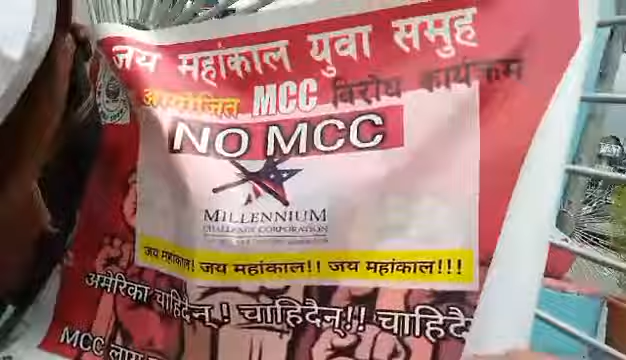 जय महांकाल युवा समुह
आयोजित MCC विरोध कार्यक्रम
NO MCC
MILLENNIUM
CHALLENGE CORPORATION
जय महांकाल! जय महांकाल!! जय महांकाल!!!
अमेरिका चाहिदैन्! चाहिदैन्!! चाहिदै
MCC लाग